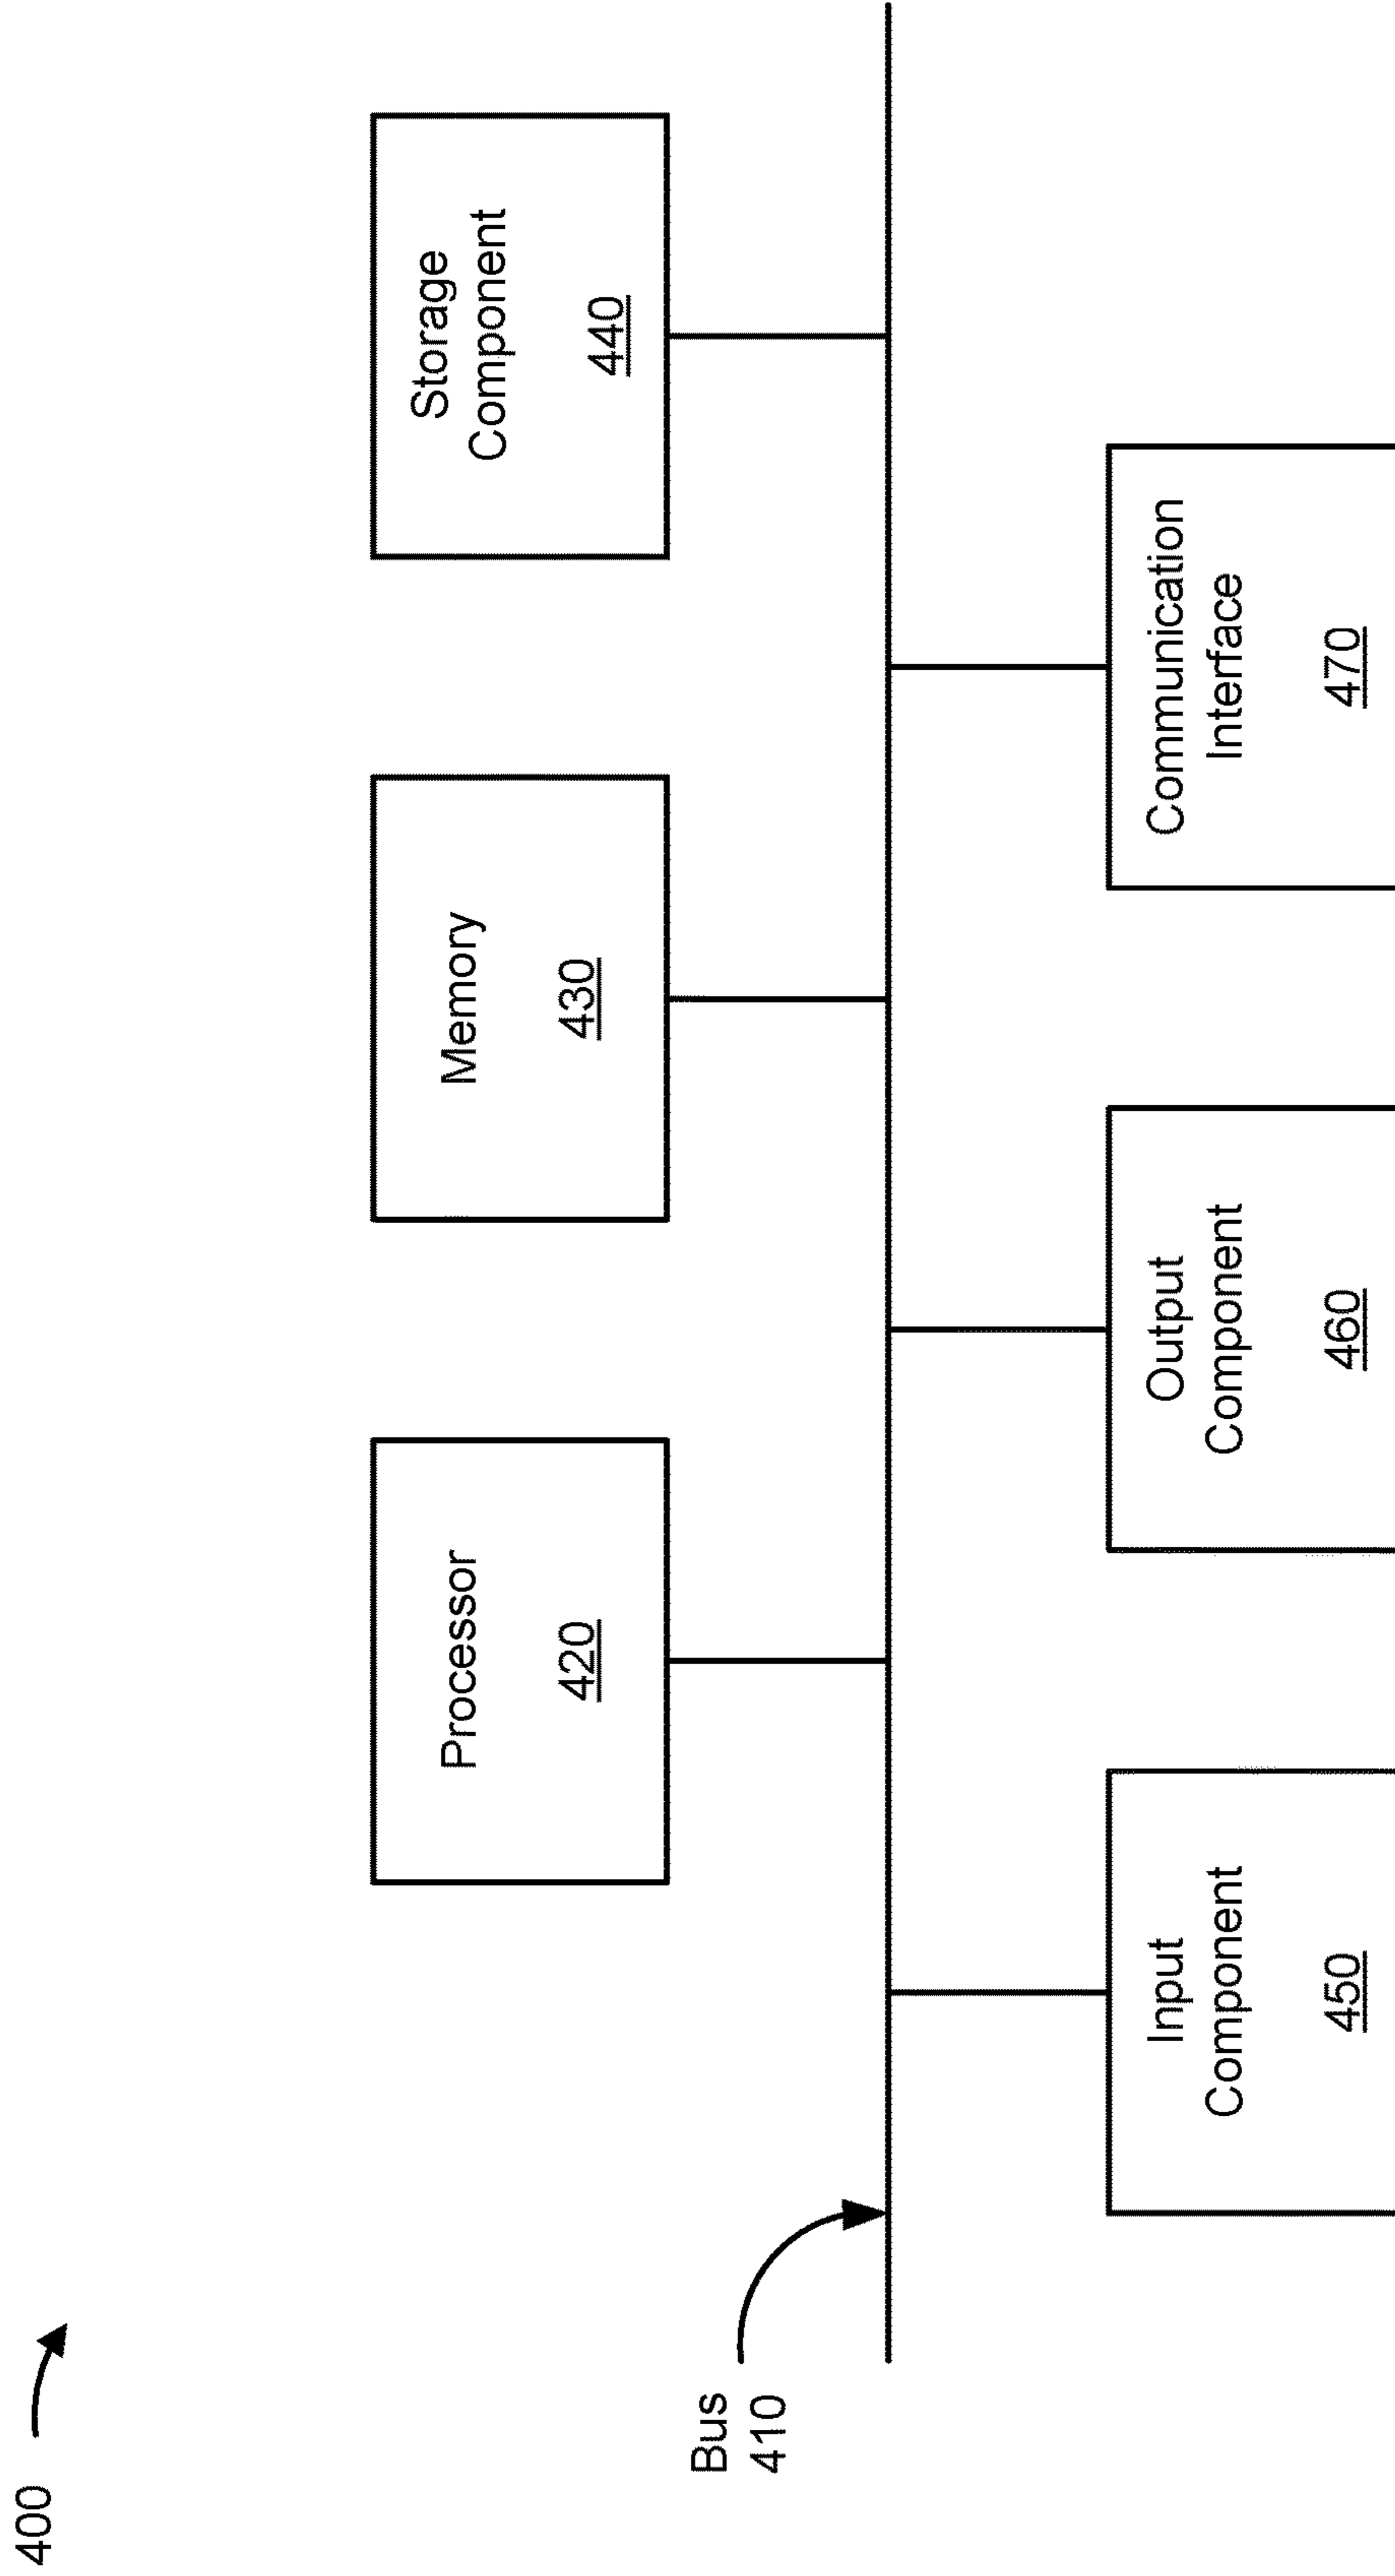 400
Processor
420
Memory
430
Storage
Component
440
Bus
410
Input
Component
450
Output
Component
460
Communication
Interface
470